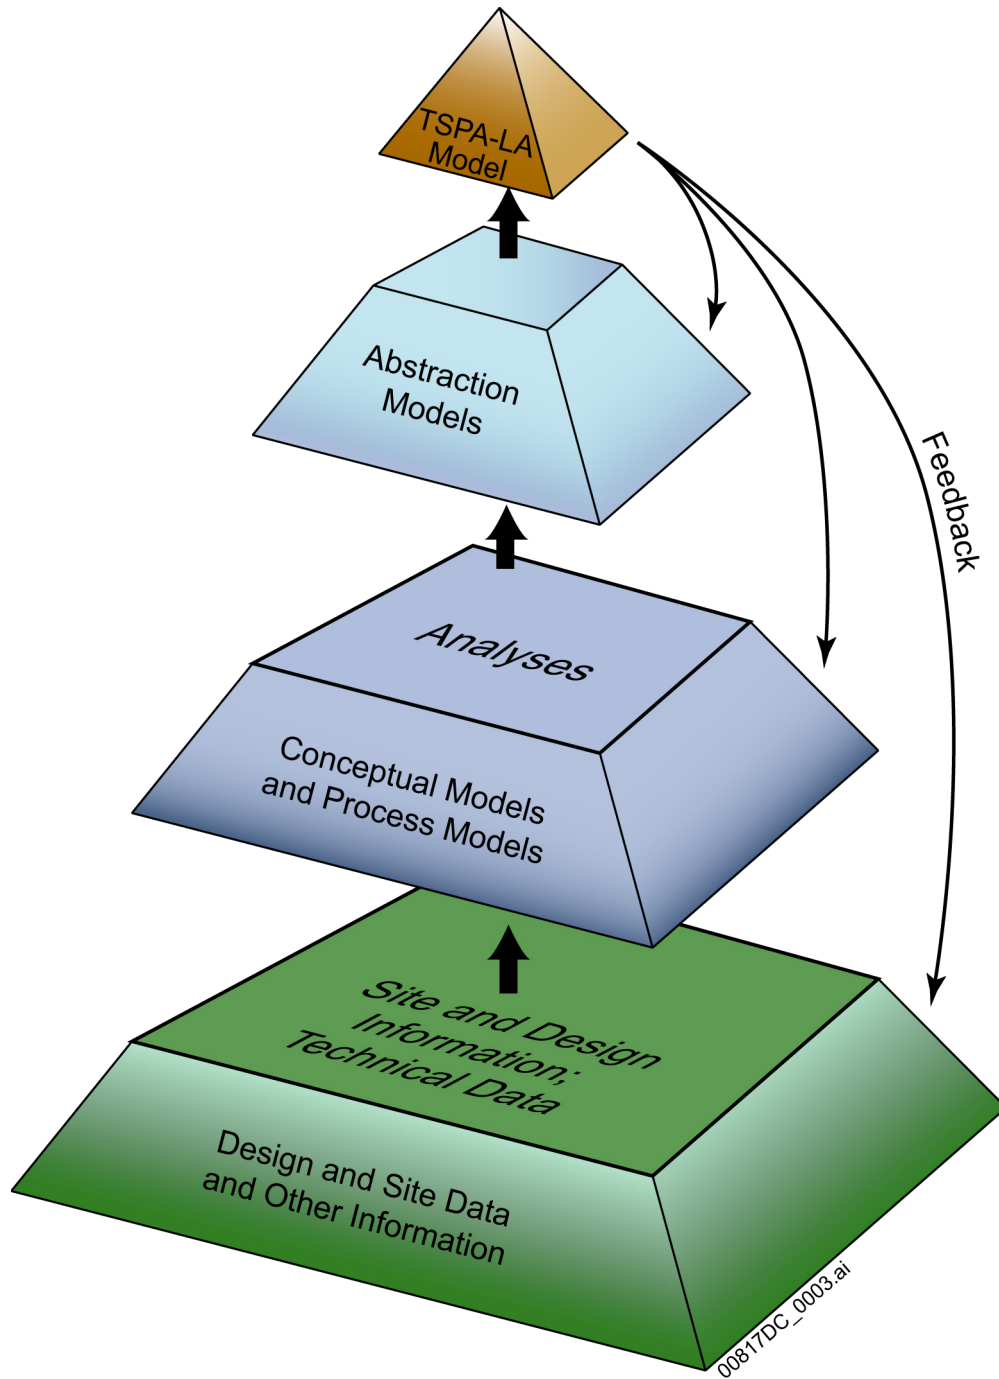 TSPA-LA
Model
Abstraction
Models
Feedback
Analyses
Conceptual Models
and Process Models
Site and Design
Information;
Technical Data
Design and Site Data
and Other Information
00817DC_0003.ai